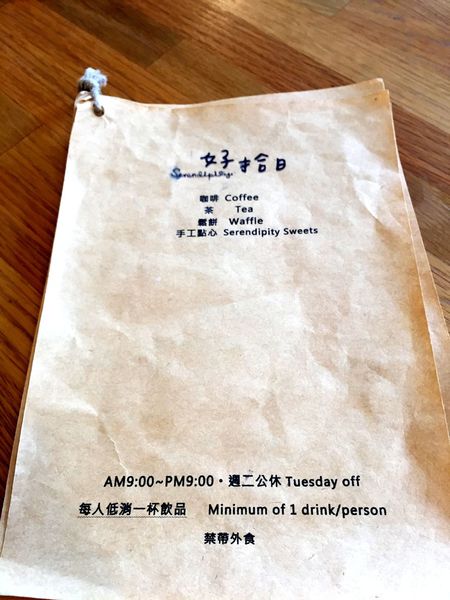 好拾日
Serendipity.
咖啡 Coffee
茶 Tea
鬆餅 Waffle
手工點心 Serendipity Sweets
AM9:00~PM9:00・週二公休 Tuesday off
每人低消一杯飲品 Minimum of 1 drink/person
禁帶外食